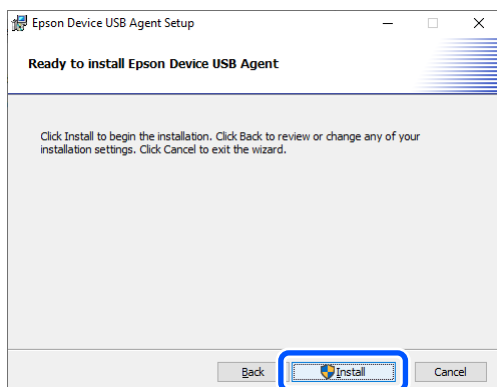 Epson Device USB Agent Setup
Ready to install Epson Device USB Agent
Click Install to begin the installation. Click Back to review or change any of your
installation settings. Click Cancel to exit the wizard.
Back Install Cancel